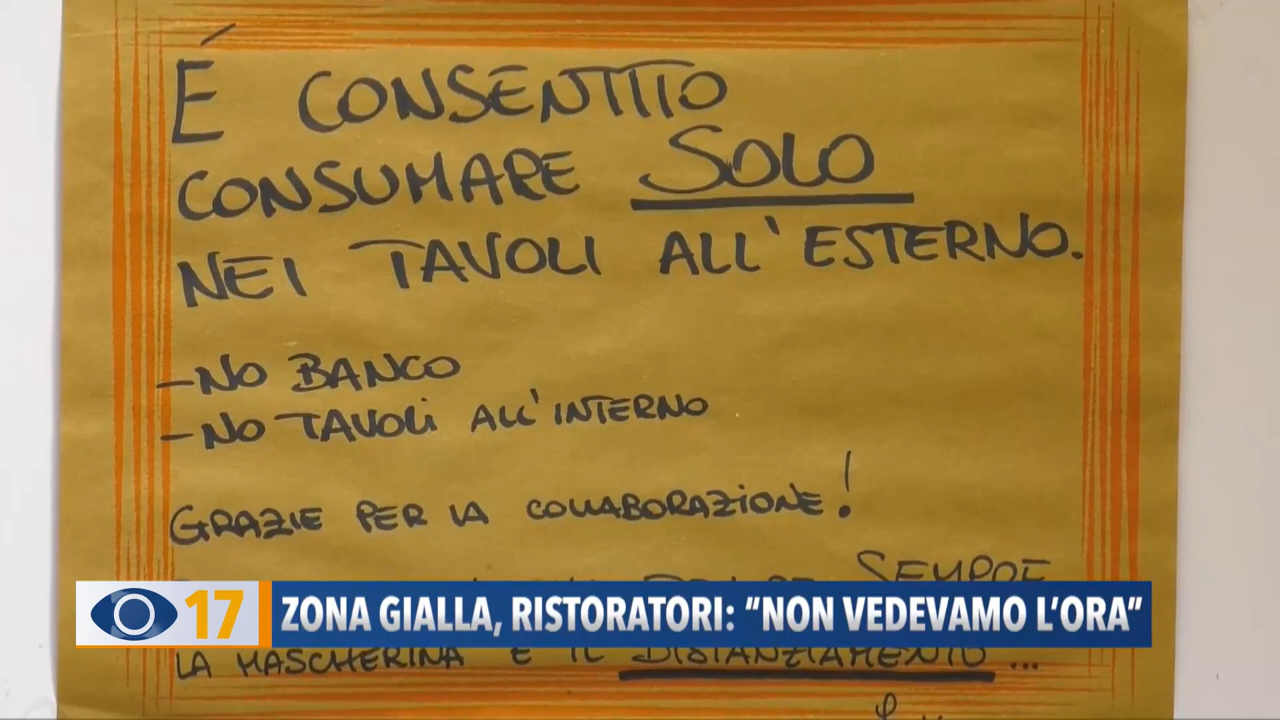 É CONSENTITO
CONSUMARE SOLO
NEI TAVOLI ALL'ESTERNO.
-NO BANCO
-NO TAVOLI ALL'INTERNO
GRAZIE PER LA COLLABORAZIONE!
SEMPRE
17 ZONA GIALLA, RISTORATORI: “NON VEDEVAMO L'ORA”
LA MASCHERINA E IL DISTANZIAMENTO...